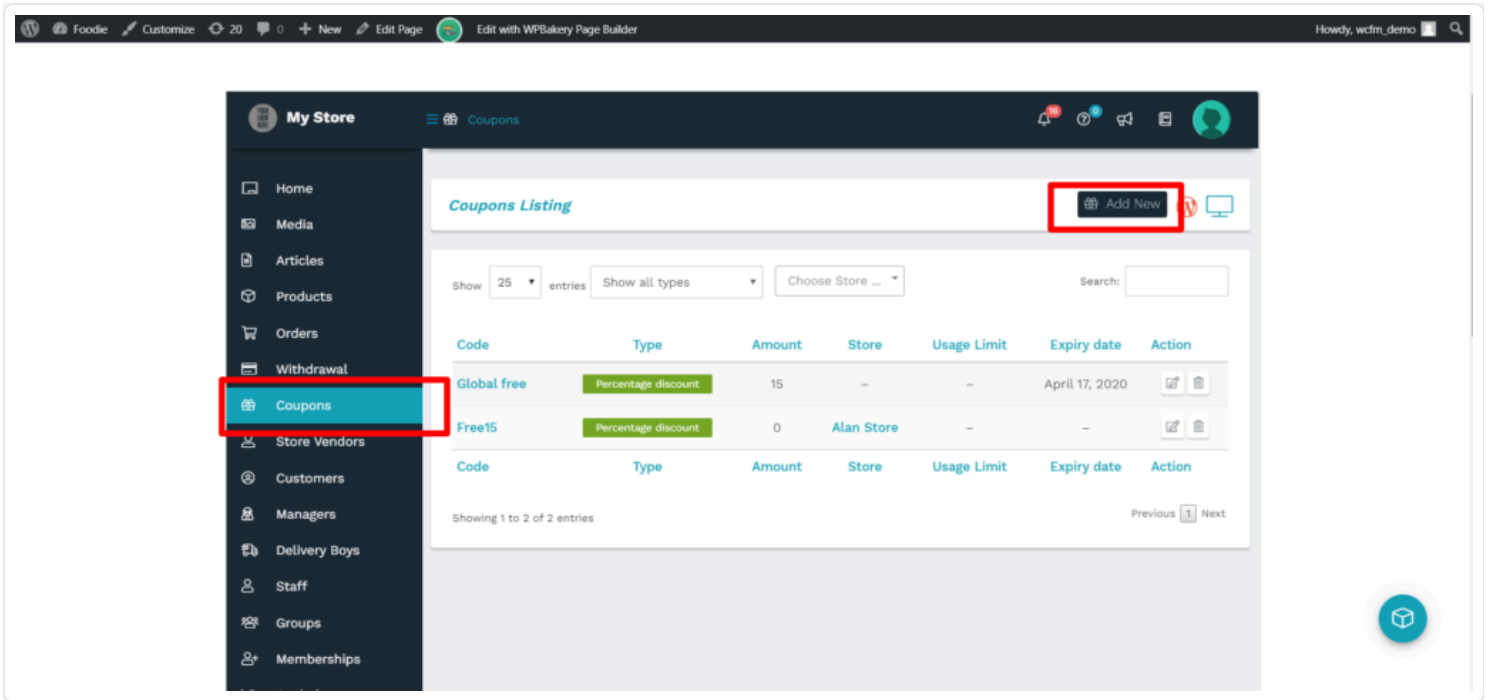 Foodie Customize 20 0 New Edit Page Edit with WPBakery Page Builder Howdy, wcfm_demo
My Store Coupons 16 0
Home
Media
Articles
Products
Orders
Withdrawal
Coupons
Store Vendors
Customers
Managers
Delivery Boys
Staff
Groups
Memberships
Coupons Listing Add New
Show 25 entries Show all types Choose Store ... Search:
Code Type Amount Store Usage Limit Expiry date Action
Global free Percentage discount 15 – – April 17, 2020
Free15 Percentage discount 0 Alan Store – –
Code Type Amount Store Usage Limit Expiry date Action
Showing 1 to 2 of 2 entries Previous 1 Next